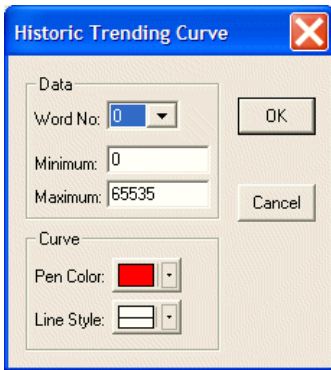 Historic Trending Curve
Data
Word No: 0
OK
Minimum: 0
Maximum: 65535
Cancel
Curve
Pen Color:
Line Style: